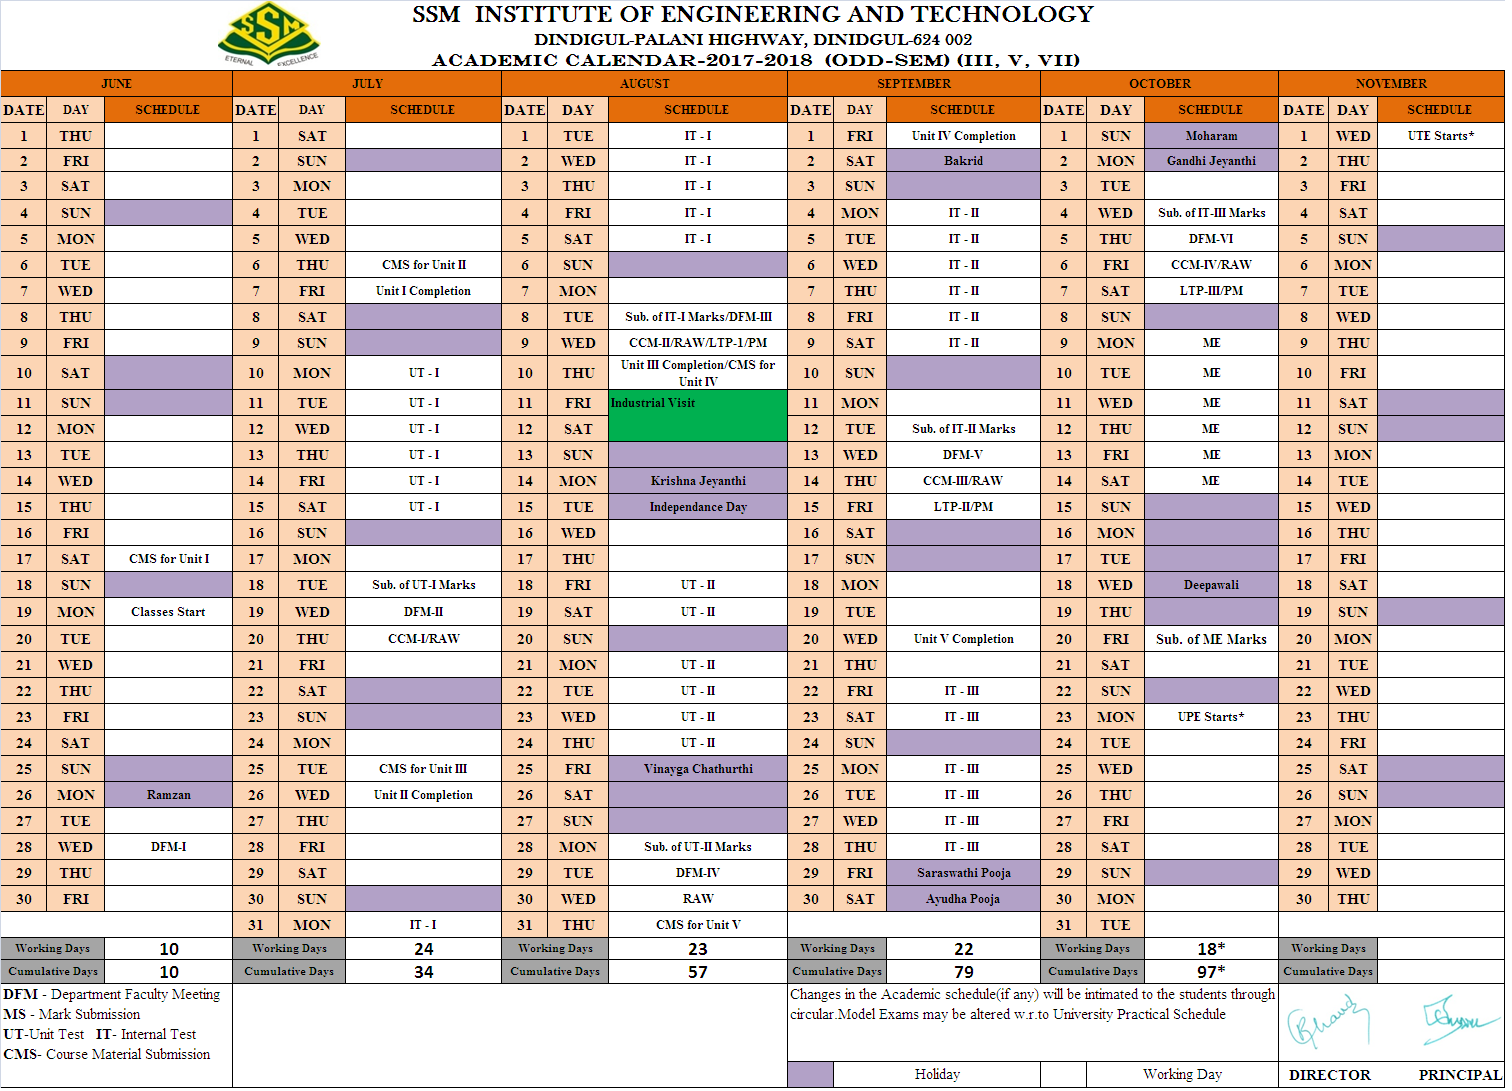 SSM
ETERNAL EXCELLENCE
SSM INSTITUTE OF ENGINEERING AND TECHNOLOGY
DINDIGUL-PALANI HIGHWAY, DINIDGUL-624 002
ACADEMIC CALENDAR-2017-2018 (ODD-SEM) (III, V, VII)
JUNE JULY AUGUST SEPTEMBER OCTOBER NOVEMBER
DATE DAY SCHEDULE DATE DAY SCHEDULE DATE DAY SCHEDULE DATE DAY SCHEDULE DATE DAY SCHEDULE DATE DAY SCHEDULE
1 THU 1 SAT 1 TUE IT - I 1 FRI Unit IV Completion 1 SUN Moharam 1 WED UTE Starts*
2 FRI 2 SUN 2 WED IT - I 2 SAT Bakrid 2 MON Gandhi Jeyanthi 2 THU
3 SAT 3 MON 3 THU IT - I 3 SUN 3 TUE 3 FRI
4 SUN 4 TUE 4 FRI IT - I 4 MON IT - II 4 WED Sub. of IT-III Marks 4 SAT
5 MON 5 WED 5 SAT IT - I 5 TUE IT - II 5 THU DFM-VI 5 SUN
6 TUE 6 THU CMS for Unit II 6 SUN 6 WED IT - II 6 FRI CCM-IV/RAW 6 MON
7 WED 7 FRI Unit I Completion 7 MON 7 THU IT - II 7 SAT LTP-III/PM 7 TUE
8 THU 8 SAT 8 TUE Sub. of IT-I Marks/DFM-III 8 FRI IT - II 8 SUN 8 WED
9 FRI 9 SUN 9 WED CCM-II/RAW/LTP-1/PM 9 SAT IT - II 9 MON ME 9 THU
10 SAT 10 MON UT - I 10 THU Unit III Completion/CMS for Unit IV 10 SUN 10 TUE ME 10 FRI
11 SUN 11 TUE UT - I 11 FRI Industrial Visit 11 MON 11 WED ME 11 SAT
12 MON 12 WED UT - I 12 SAT 12 TUE Sub. of IT-II Marks 12 THU ME 12 SUN
13 TUE 13 THU UT - I 13 SUN 13 WED DFM-V 13 FRI ME 13 MON
14 WED 14 FRI UT - I 14 MON Krishna Jeyanthi 14 THU CCM-III/RAW 14 SAT ME 14 TUE
15 THU 15 SAT UT - I 15 TUE Independance Day 15 FRI LTP-II/PM 15 SUN 15 WED
16 FRI 16 SUN 16 WED 16 SAT 16 MON 16 THU
17 SAT CMS for Unit I 17 MON 17 THU 17 SUN 17 TUE 17 FRI
18 SUN 18 TUE Sub. of UT-I Marks 18 FRI UT - II 18 MON 18 WED Deepawali 18 SAT
19 MON Classes Start 19 WED DFM-II 19 SAT UT - II 19 TUE 19 THU 19 SUN
20 TUE 20 THU CCM-I/RAW 20 SUN 20 WED Unit V Completion 20 FRI Sub. of ME Marks 20 MON
21 WED 21 FRI 21 MON UT - II 21 THU 21 SAT 21 TUE
22 THU 22 SAT 22 TUE UT - II 22 FRI IT - III 22 SUN 22 WED
23 FRI 23 SUN 23 WED UT - II 23 SAT IT - III 23 MON UPE Starts* 23 THU
24 SAT 24 MON 24 THU UT - II 24 SUN 24 TUE 24 FRI
25 SUN 25 TUE CMS for Unit III 25 FRI Vinayga Chathurthi 25 MON IT - III 25 WED 25 SAT
26 MON Ramzan 26 WED Unit II Completion 26 SAT 26 TUE IT - III 26 THU 26 SUN
27 TUE 27 THU 27 SUN 27 WED IT - III 27 FRI 27 MON
28 WED DFM-I 28 FRI 28 MON Sub. of UT-II Marks 28 THU IT - III 28 SAT 28 TUE
29 THU 29 SAT 29 TUE DFM-IV 29 FRI Saraswathi Pooja 29 SUN 29 WED
30 FRI 30 SUN 30 WED RAW 30 SAT Ayudha Pooja 30 MON 30 THU
31 MON IT - I 31 THU CMS for Unit V 31 TUE
Working Days 10 Working Days 24 Working Days 23 Working Days 22 Working Days 18* Working Days
Cumulative Days 10 Cumulative Days 34 Cumulative Days 57 Cumulative Days 79 Cumulative Days 97* Cumulative Days
DFM - Department Faculty Meeting
MS - Mark Submission
UT-Unit Test IT- Internal Test
CMS- Course Material Submission
Changes in the Academic schedule(if any) will be intimated to the students through
circular.Model Exams may be altered w.r.to University Practical Schedule
Holiday Working Day
DIRECTOR PRINCIPAL